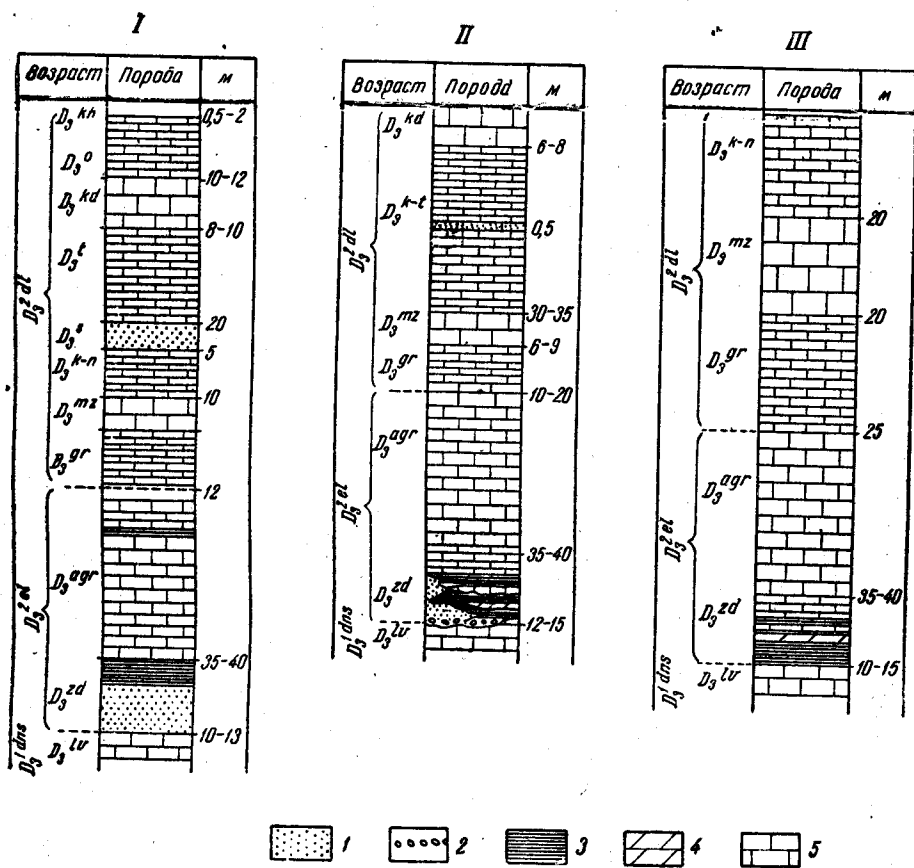 I
Возраст Порода м
D₃ᵏʰ 0,5-2
D₃ᵒ 10-12
D₃ᵏᵈ 8-10
D₃ᵗ 20
D₃ˢ 5
D₃ᵏ⁻ⁿ 10
D₃ᵐᶻ
D₃ᵍʳ 12
D₃ᵃᵍʳ 35-40
D₃ᶻᵈ 10-13
D₃ˡᵛ
D₃²dl
D₃²el
D₃¹dns
II
Возраст Порода м
D₃ᵏᵈ 6-8
D₃ᵏ⁻ᵗ 0,5
30-35
D₃ᵐᶻ 6-9
D₃ᵍʳ 10-20
D₃ᵃᵍʳ 35-40
D₃ᶻᵈ 12-15
D₃ˡᵛ
D₃²dl
D₃²el
D₃¹dns
III
Возраст Порода м
D₃ᵏ⁻ⁿ 20
D₃ᵐᶻ 20
D₃ᵍʳ 25
D₃ᵃᵍʳ 35-40
D₃ᶻᵈ 10-15
D₃ˡᵛ
D₃²dl
D₃²el
D₃¹dns
1 2 3 4 5